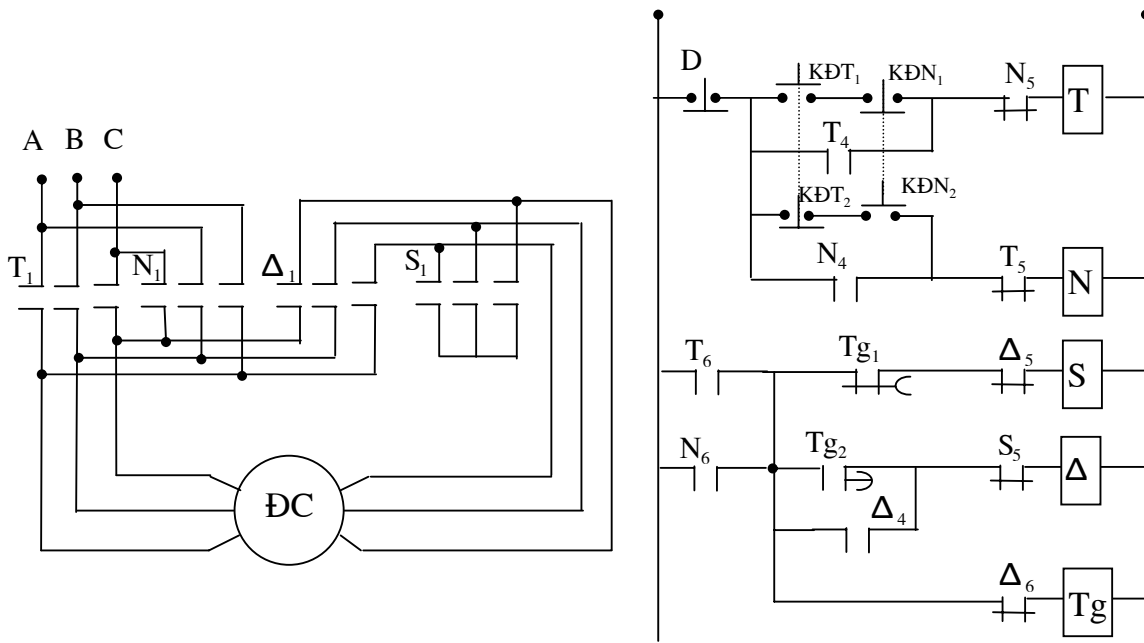 A B C
T₁ N₁ Δ₁ S₁
ĐC
D KĐT₁ KĐN₁ N₅ T
T₄
KĐT₂ KĐN₂
N₄ T₅ N
T₆ Tg₁ Δ₅ S
N₆ Tg₂ S₅ Δ
Δ₄
Δ₆ Tg